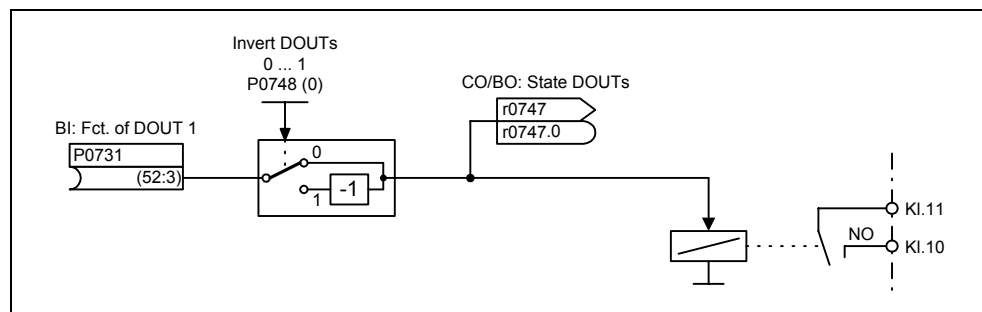 Invert DOUTs
0 ... 1
P0748 (0)
CO/BO: State DOUTs
r0747
r0747.0
BI: Fct. of DOUT 1
P0731
(52:3)
0
1
-1
Kl.11
NO
Kl.10